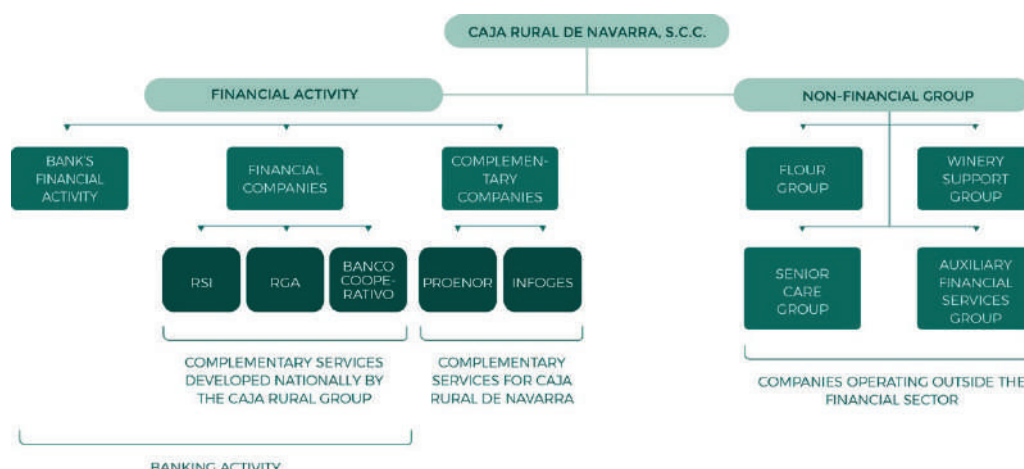 CAJA RURAL DE NAVARRA, S.C.C.
FINANCIAL ACTIVITY
NON-FINANCIAL GROUP
BANK'S
FINANCIAL
ACTIVITY
FINANCIAL
COMPANIES
COMPLEMEN-
TARY
COMPANIES
FLOUR
GROUP
WINERY
SUPPORT
GROUP
RSI
RGA
BANCO
COOPE-
RATIVO
PROENOR
INFOGES
SENIOR
CARE
GROUP
AUXILIARY
FINANCIAL
SERVICES
GROUP
COMPLEMENTARY SERVICES
DEVELOPED NATIONALLY BY
THE CAJA RURAL GROUP
COMPLEMENTARY
SERVICES FOR CAJA
RURAL DE NAVARRA
COMPANIES OPERATING OUTSIDE THE
FINANCIAL SECTOR
BANKING ACTIVITY